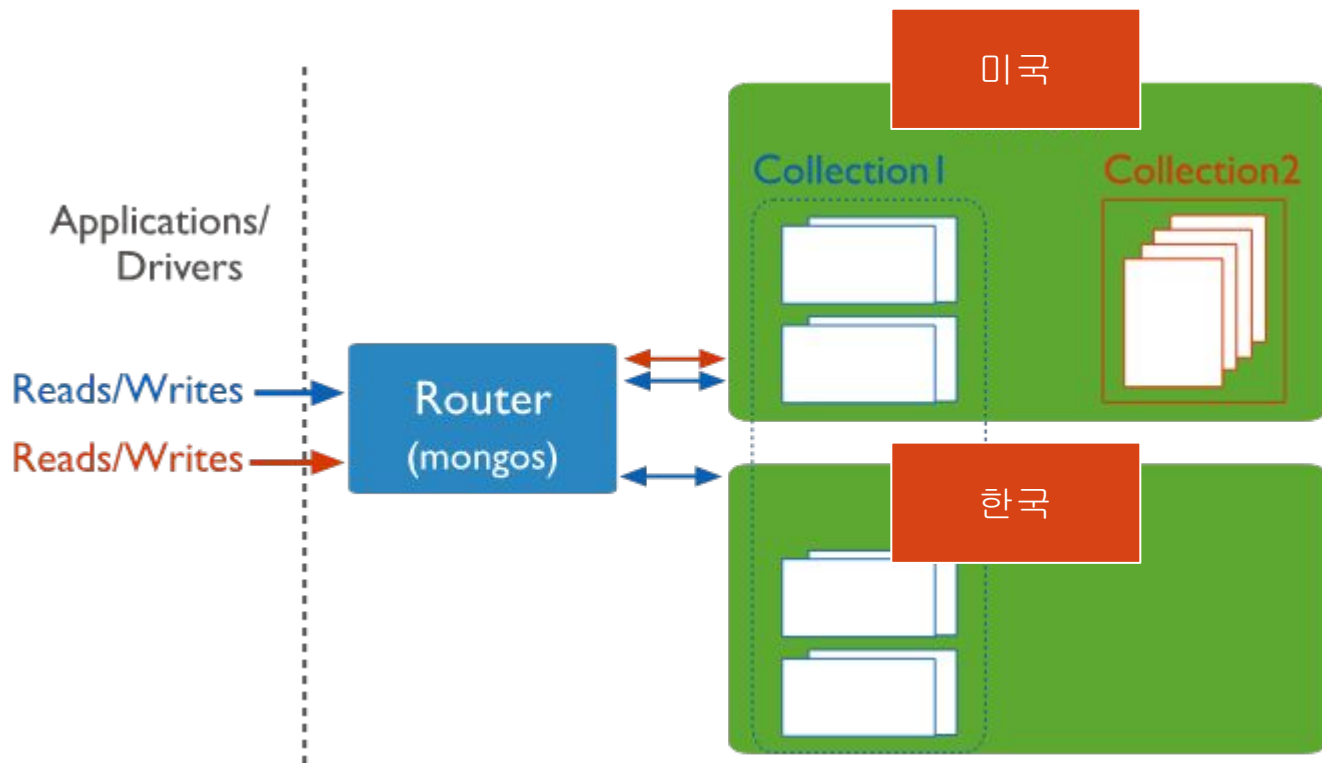 미국
Collection1
Collection2
Applications/
Drivers
Reads/Writes
Reads/Writes
Router
(mongos)
한국